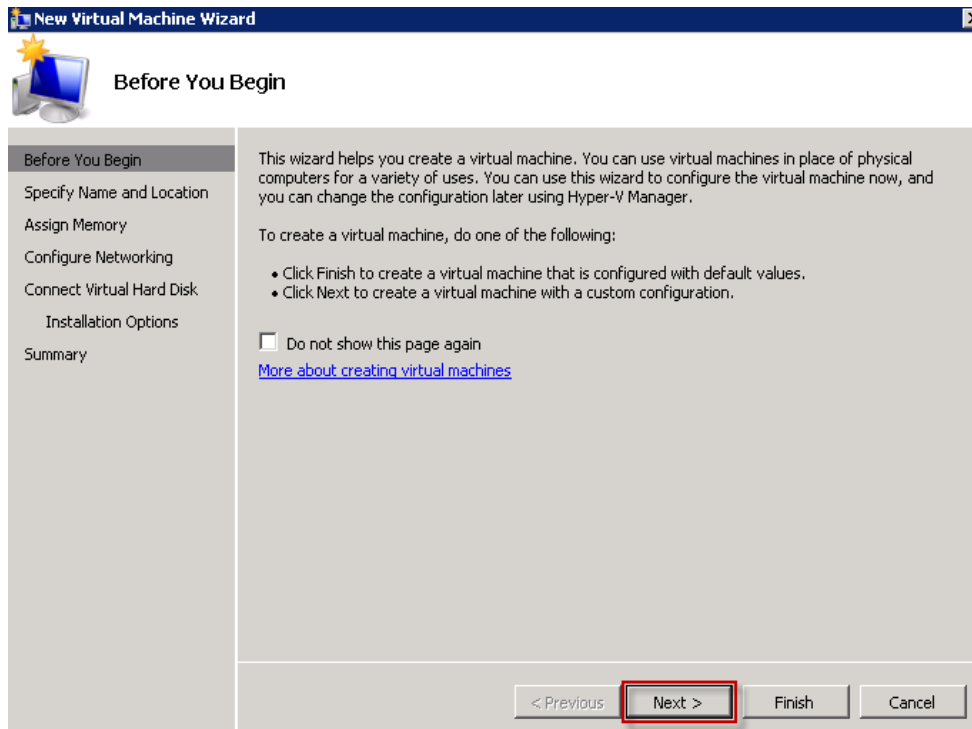 New Virtual Machine Wizard
Before You Begin
Before You Begin
Specify Name and Location
Assign Memory
Configure Networking
Connect Virtual Hard Disk
Installation Options
Summary
This wizard helps you create a virtual machine. You can use virtual machines in place of physical
computers for a variety of uses. You can use this wizard to configure the virtual machine now, and
you can change the configuration later using Hyper-V Manager.
To create a virtual machine, do one of the following:
• Click Finish to create a virtual machine that is configured with default values.
• Click Next to create a virtual machine with a custom configuration.
Do not show this page again
More about creating virtual machines
< Previous
Next >
Finish
Cancel